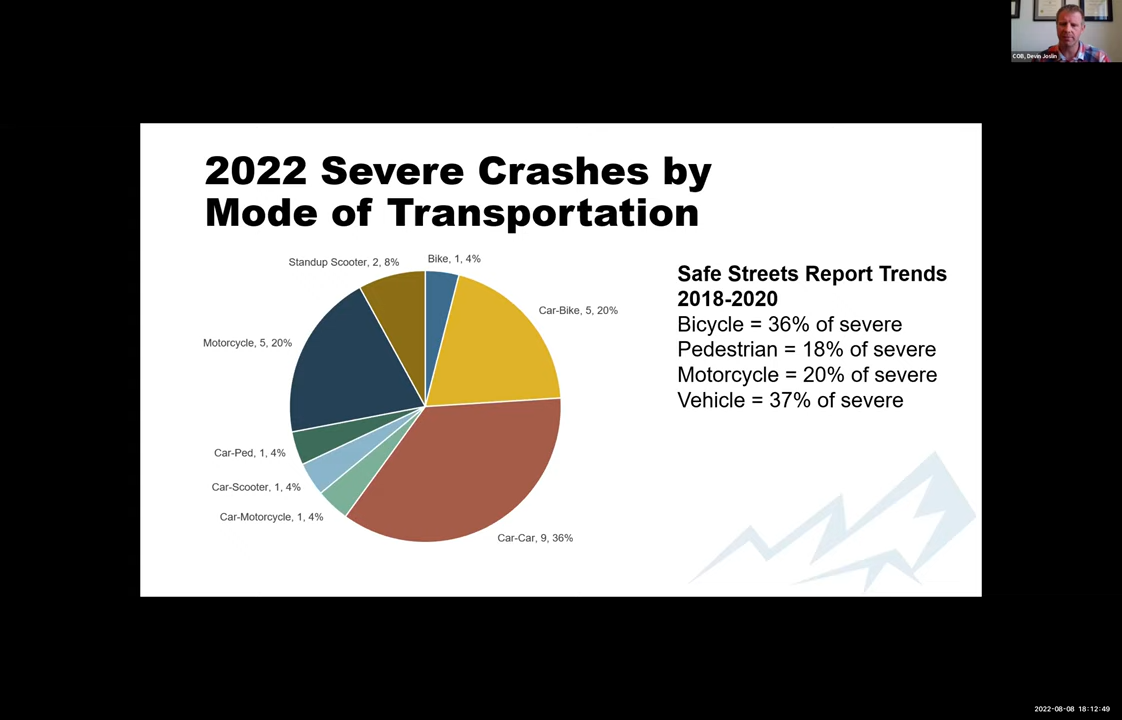 COB, Devin Joslin
2022 Severe Crashes by
Mode of Transportation
Standup Scooter, 2, 8%
Bike, 1, 4%
Car-Bike, 5, 20%
Motorcycle, 5, 20%
Car-Ped, 1, 4%
Car-Scooter, 1, 4%
Car-Motorcycle, 1, 4%
Car-Car, 9, 36%
Safe Streets Report Trends
2018-2020
Bicycle = 36% of severe
Pedestrian = 18% of severe
Motorcycle = 20% of severe
Vehicle = 37% of severe
2022-08-08 18:12:49